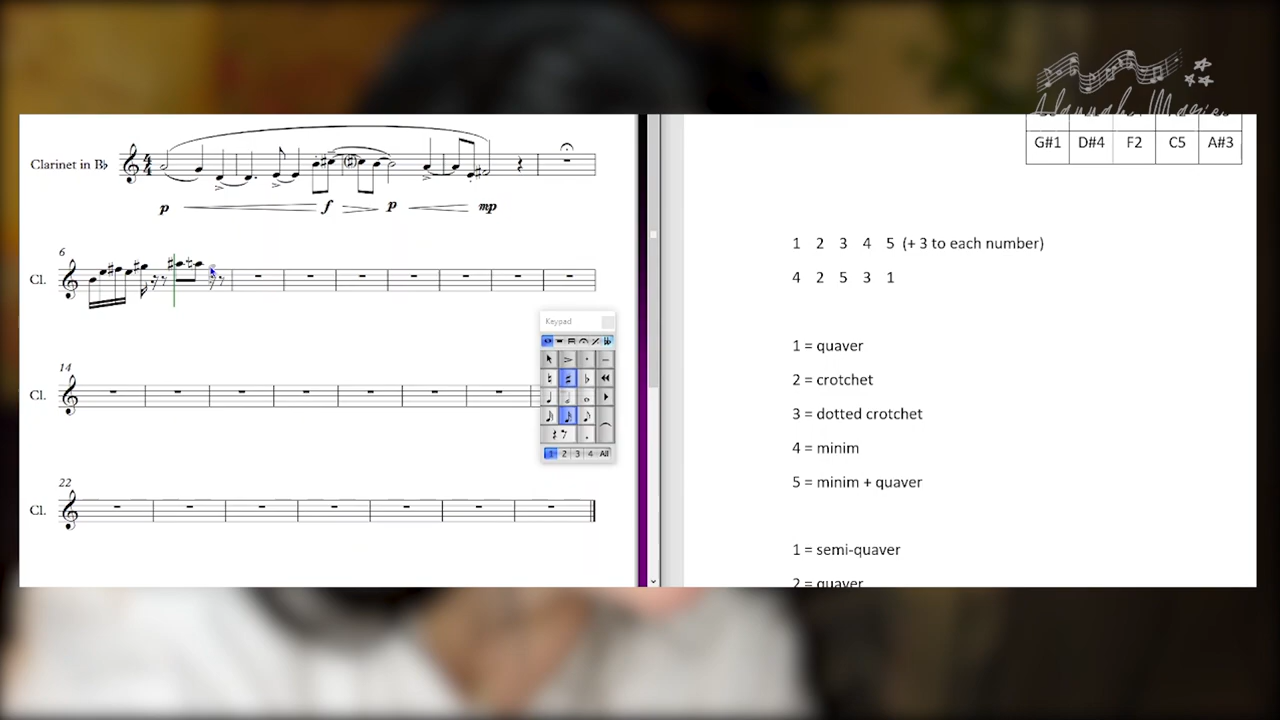 Hannah Marie
G#1 D#4 F2 C5 A#3
Clarinet in B♭
p f p mp
1 2 3 4 5 (+ 3 to each number)
6
Cl.
4 2 5 3 1
Keypad
1 = quaver
2 = crotchet
14
Cl.
3 = dotted crotchet
4 = minim
1 2 3 4 All
5 = minim + quaver
22
Cl.
1 = semi-quaver
2 = quaver